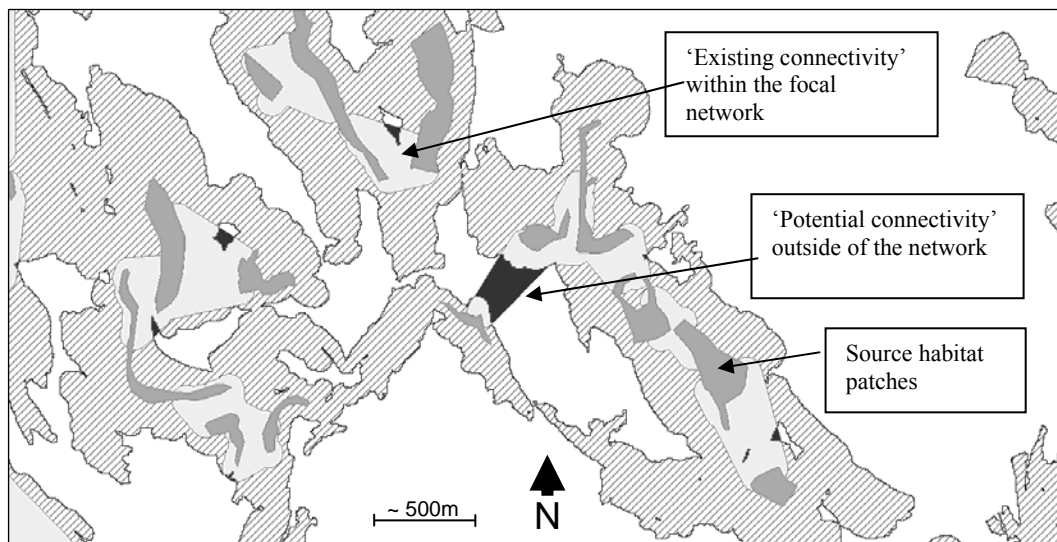 ‘Existing connectivity’
within the focal
network
‘Potential connectivity’
outside of the network
Source habitat
patches
~ 500m
N